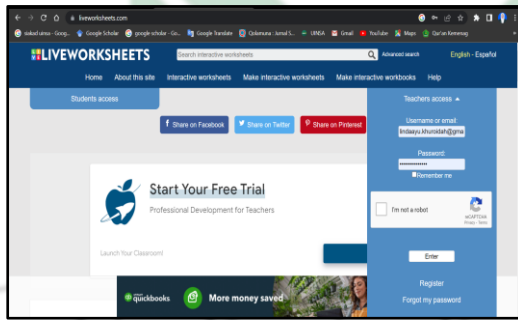 liveworksheets.com
Google Scholar
Google Translate
UINSA
Gmail
YouTube
Maps
Qur'an Kemenag
LIVEWORKSHEETS
Search interactive worksheets
Advanced search
English - Español
Home About this site Interactive worksheets Make interactive worksheets Make interactive workbooks Help
Students access
Teachers access
Share on Facebook
Share on Twitter
Share on Pinterest
Username or email:
lindaayu.khuroidah@gma
Password:
Remember me
Start Your Free Trial
Professional Development for Teachers
I'm not a robot
reCAPTCHA
Privacy - Terms
Launch Your Classroom!
Enter
Register
Forgot my password
quickbooks
More money saved